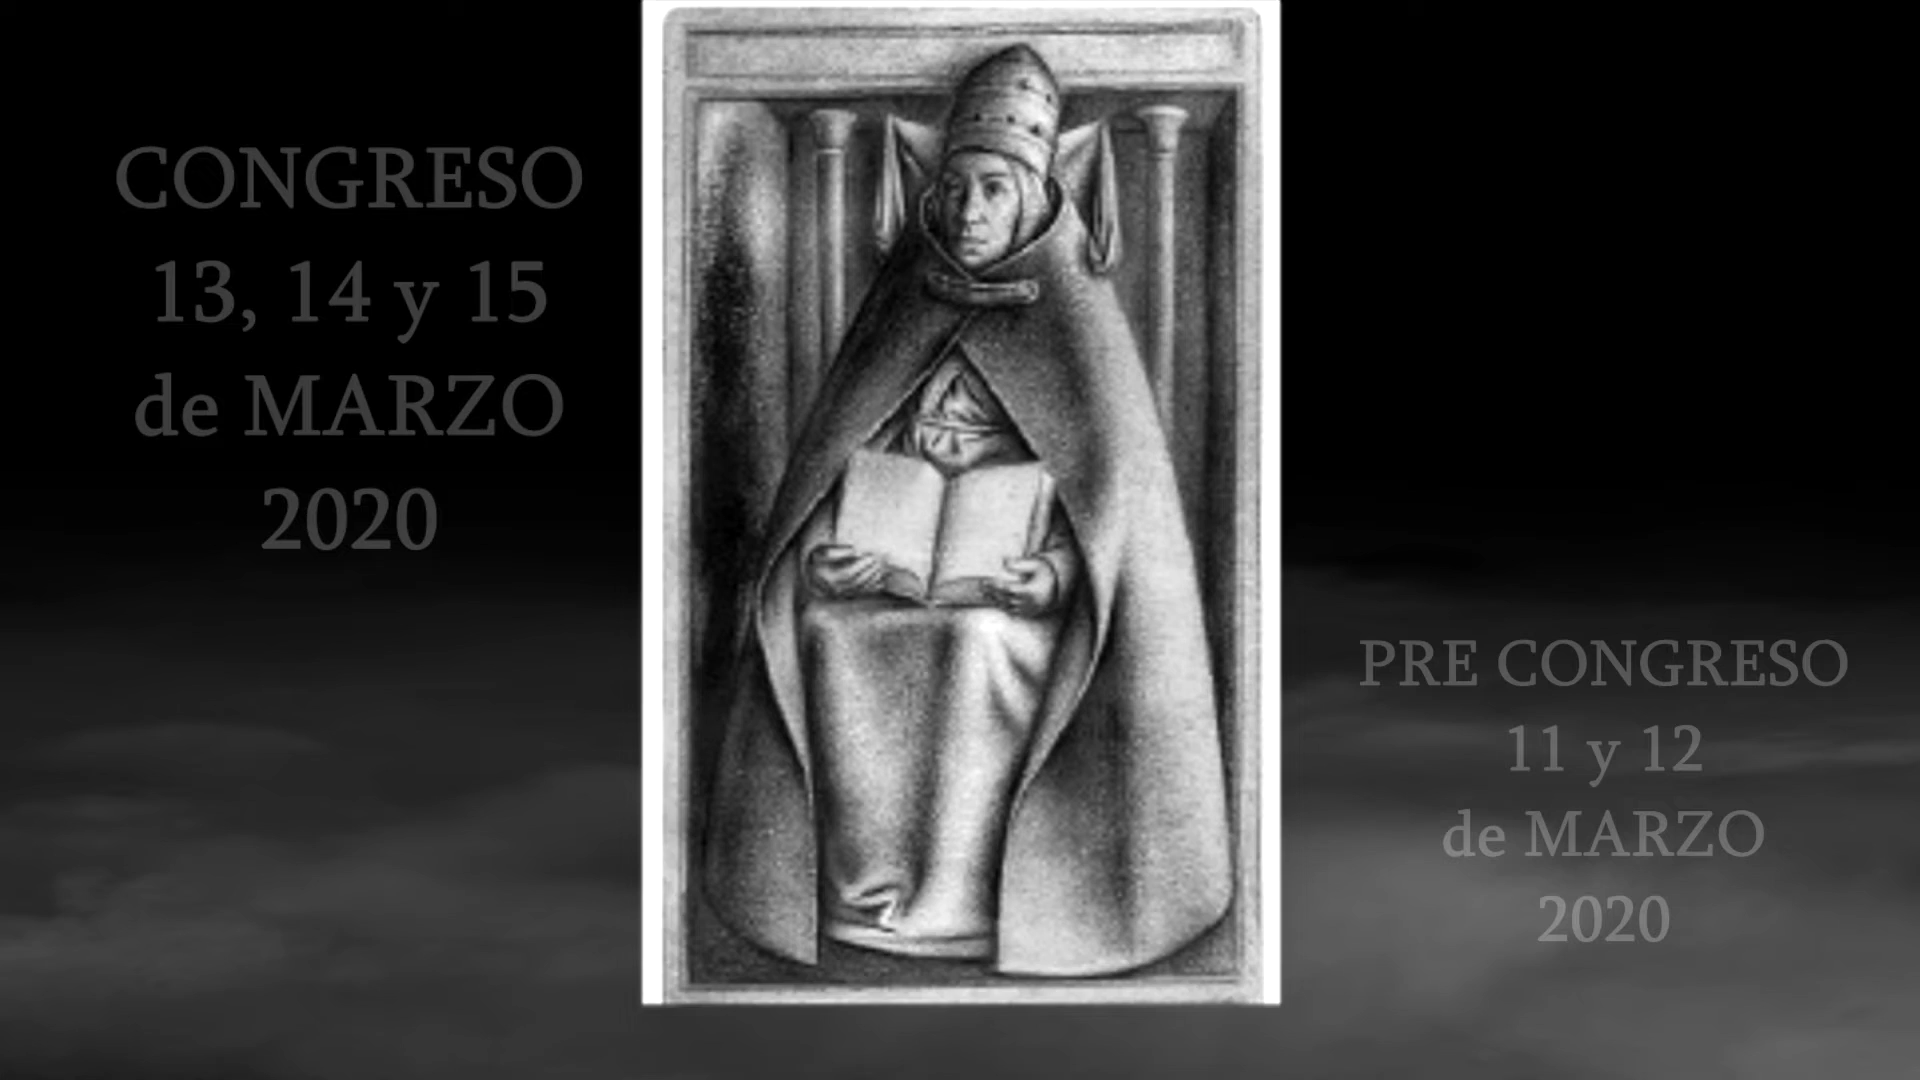 CONGRESO
13, 14 y 15
de MARZO
2020
PRE CONGRESO
11 y 12
de MARZO
2020